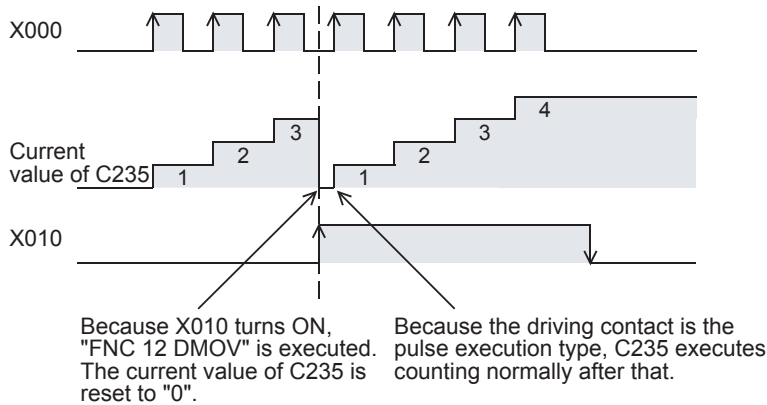 X000
Current
value of C235
1
2
3
1
2
3
4
X010
Because X010 turns ON,
"FNC 12 DMOV" is executed.
The current value of C235 is
reset to "0".
Because the driving contact is the
pulse execution type, C235 executes
counting normally after that.